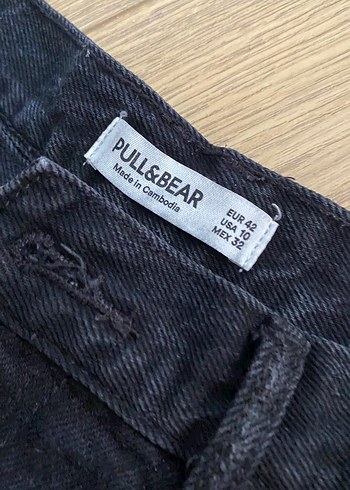 PULL&BEAR
Made in Cambodia
EUR 42
USA 10
MEX 32